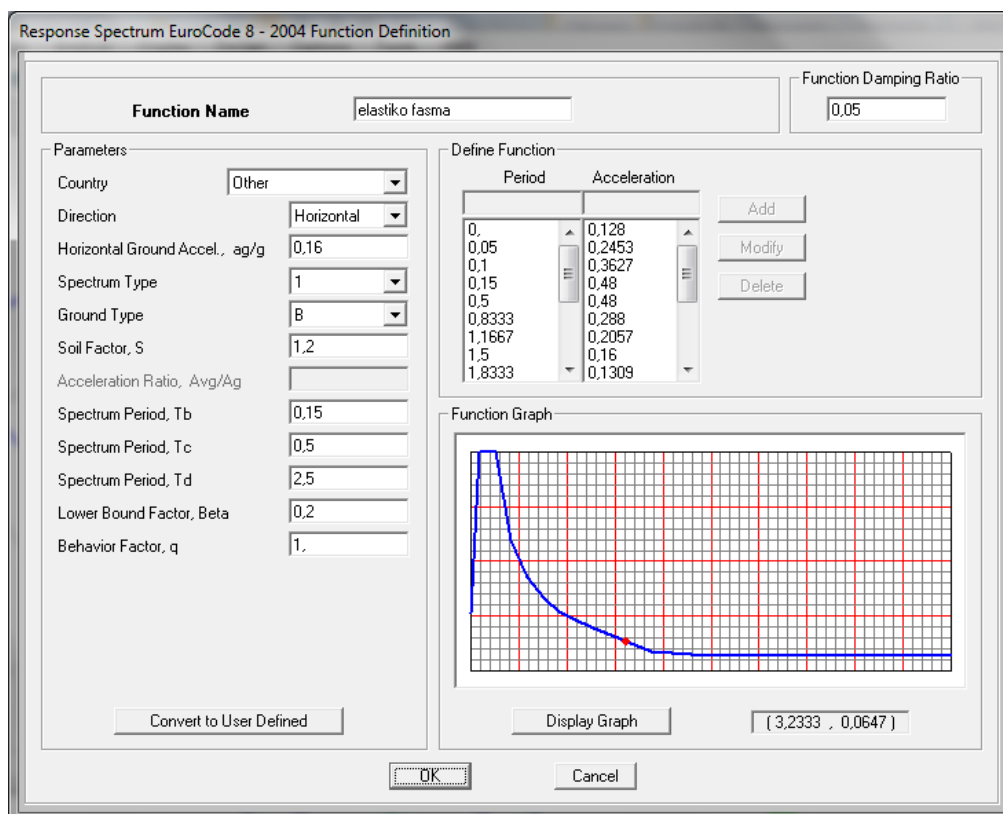 Response Spectrum EuroCode 8 - 2004 Function Definition
Function Name
elastiko fasma
Function Damping Ratio
0,05
Parameters
Country
Other
Direction
Horizontal
Horizontal Ground Accel., ag/g
0,16
Spectrum Type
1
Ground Type
B
Soil Factor, S
1,2
Acceleration Ratio, Avg/Ag
Spectrum Period, Tb
0,15
Spectrum Period, Tc
0,5
Spectrum Period, Td
2,5
Lower Bound Factor, Beta
0,2
Behavior Factor, q
1,
Convert to User Defined
Define Function
Period Acceleration
0, 0,128
0,05 0,2453
0,1 0,3627
0,15 0,48
0,5 0,48
0,8333 0,288
1,1667 0,2057
1,5 0,16
1,8333 0,1309
Add
Modify
Delete
Function Graph
Display Graph
( 3,2333 , 0,0647 )
OK
Cancel